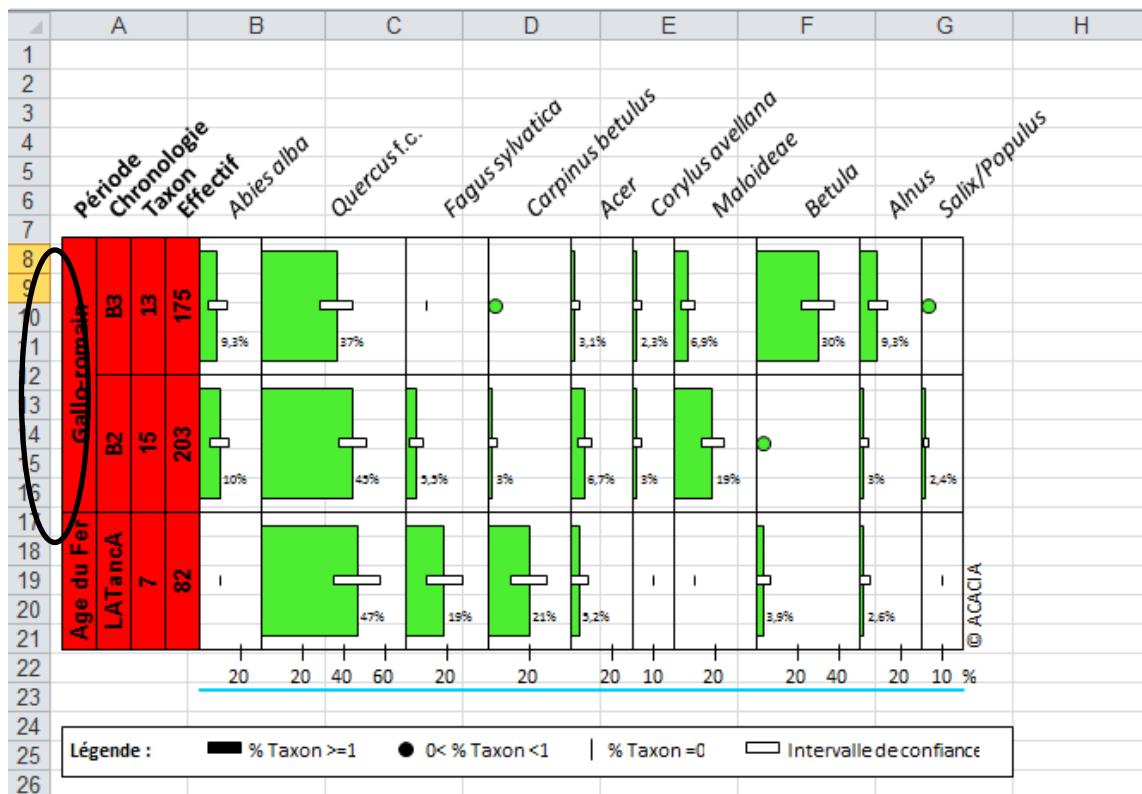 A B C D E F G H
1
2
3
4
5
6
7
8
9
10
11
12
13
14
15
16
17
18
19
20
21
22
23
24
25
26
Période
Chronologie
Taxon
Effectif
Abies alba
Quercus f.c.
Fagus sylvatica
Carpinus betulus
Acer
Corylus avellana
Maloideae
Betula
Alnus
Salix/Populus
Gallo-romain
B3 13 175 9,3% 37% 3,1% 2,3% 6,9% 30% 9,3%
B2 15 203 10% 45% 5,5% 3% 6,7% 3% 19% 3% 2,4%
Age du Fer
LATancA 7 82 47% 19% 21% 5,2% 3,9% 2,6%
© ACACIA
20 20 40 60 20 20 20 10 20 20 40 20 10 %
Légende : % Taxon >=1 0< % Taxon <1 % Taxon =0 Intervalle de confiance